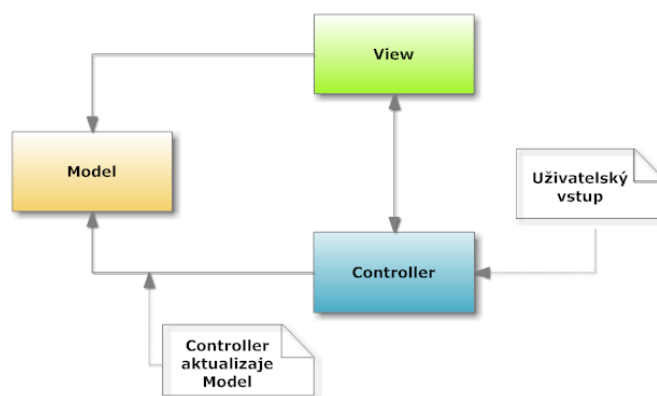 View
Model
Uživatelský
vstup
Controller
Controller
aktualizaje
Model